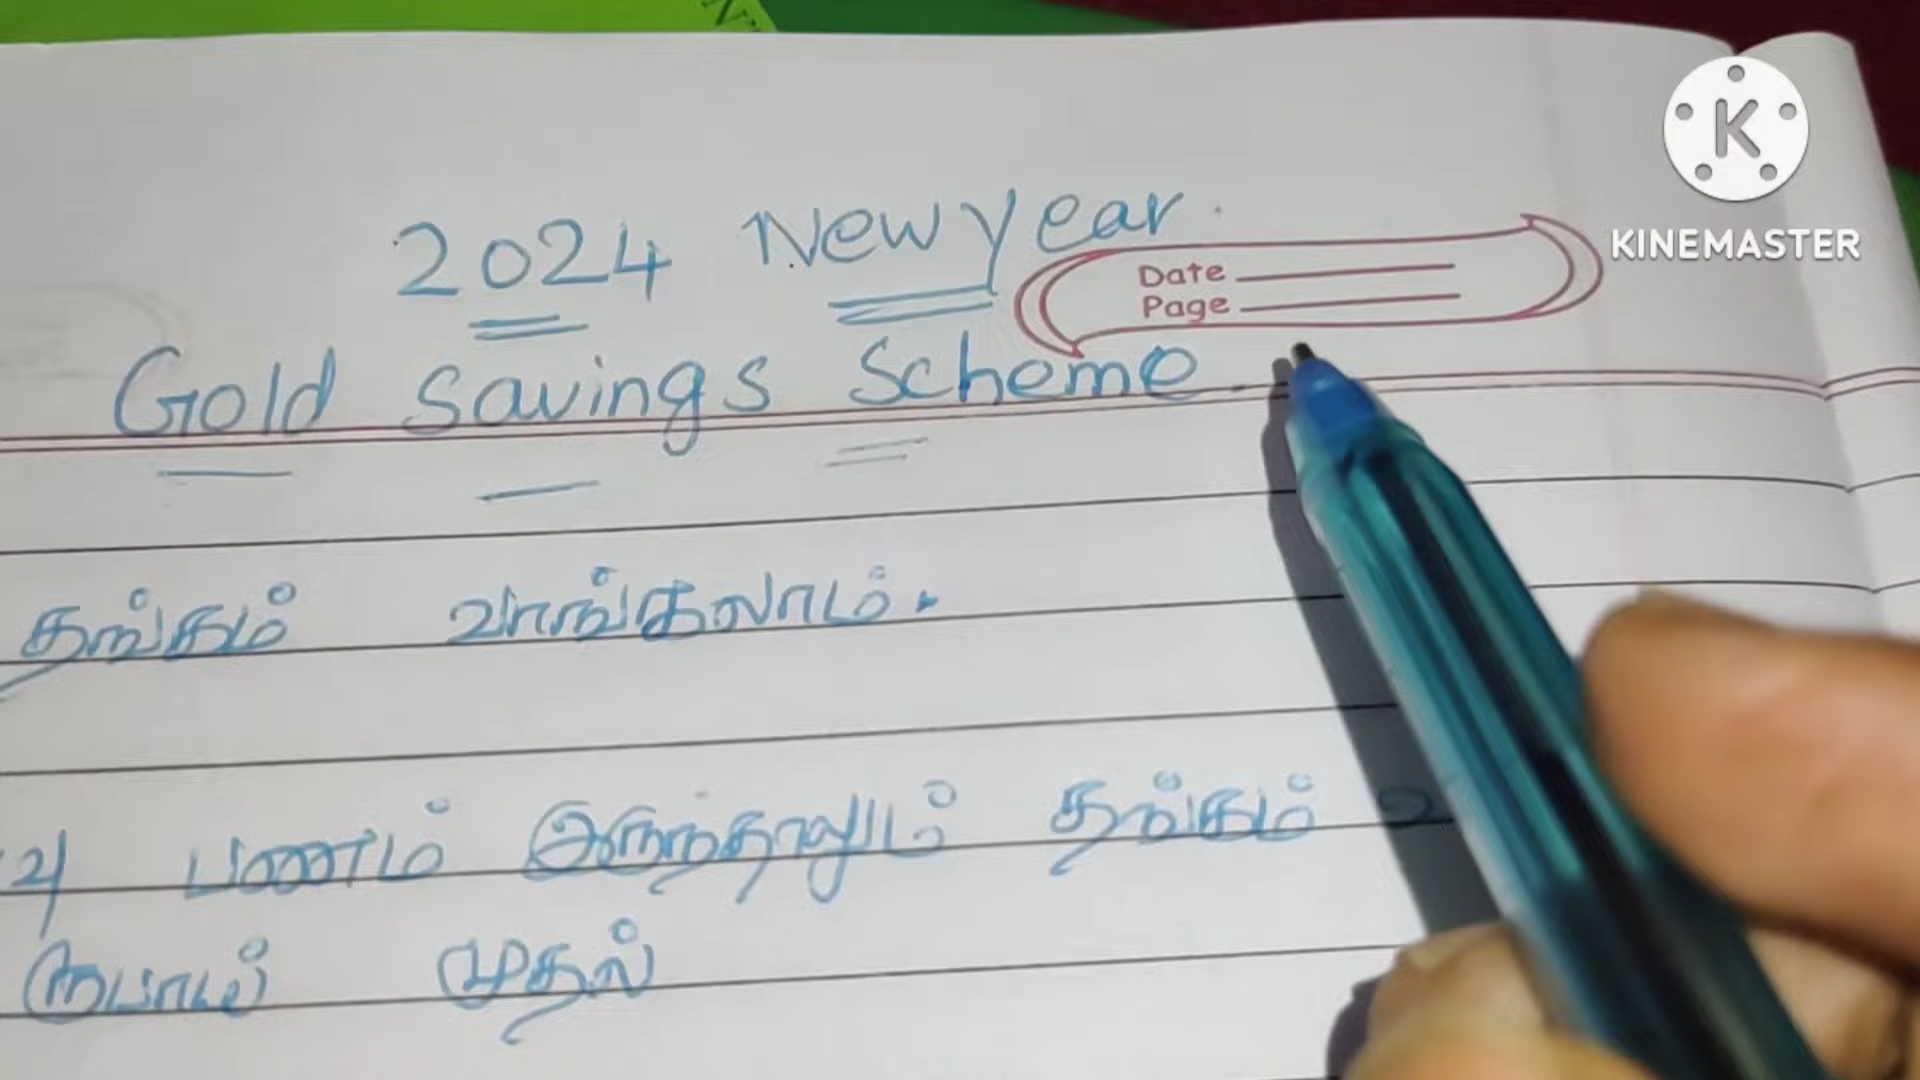 2024 New Year
Date
Page
Gold Savings Scheme
தங்கம் வாங்கலாம்.
பணம் இருந்தாலும் தங்கம்
ரூபாய் முதல்
KINEMASTER